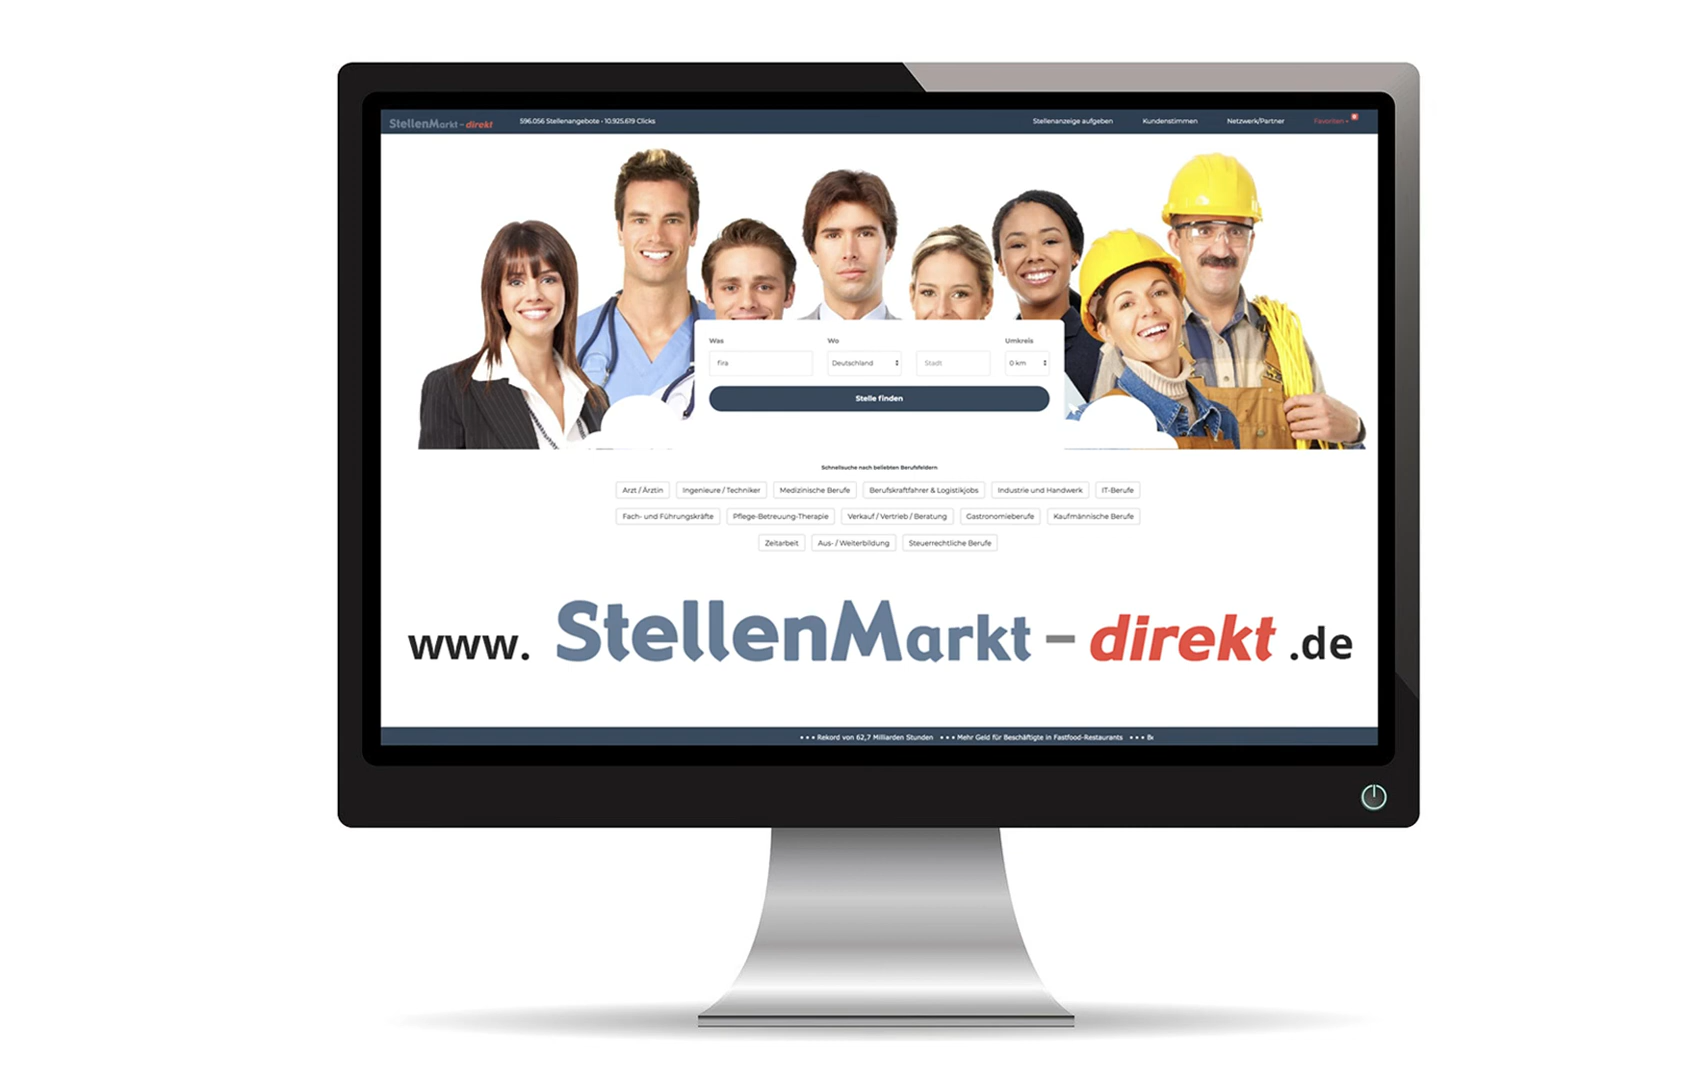 StellenMarkt - direkt 596.056 Stellenangebote - 10.925.619 Clicks Stellenanzeige aufgeben Kundenstimmen Netzwerk/Partner Favoriten
Was Wo Umkreis
fira Deutschland Stadt 0 km
Stelle finden
Schnellsuche nach beliebten Berufsfeldern
Arzt / Ärztin Ingenieure / Techniker Medizinische Berufe Berufskraftfahrer & Logistikjobs Industrie und Handwerk IT-Berufe
Fach- und Führungskräfte Pflege-Betreuung-Therapie Verkauf / Vertrieb / Beratung Gastronomieberufe Kaufmännische Berufe
Zeitarbeit Aus- / Weiterbildung Steuerrechtliche Berufe
www. StellenMarkt - direkt .de
• • • Rekord von 62,7 Milliarden Stunden • • • Mehr Geld für Beschäftigte in Fastfood-Restaurants • • •